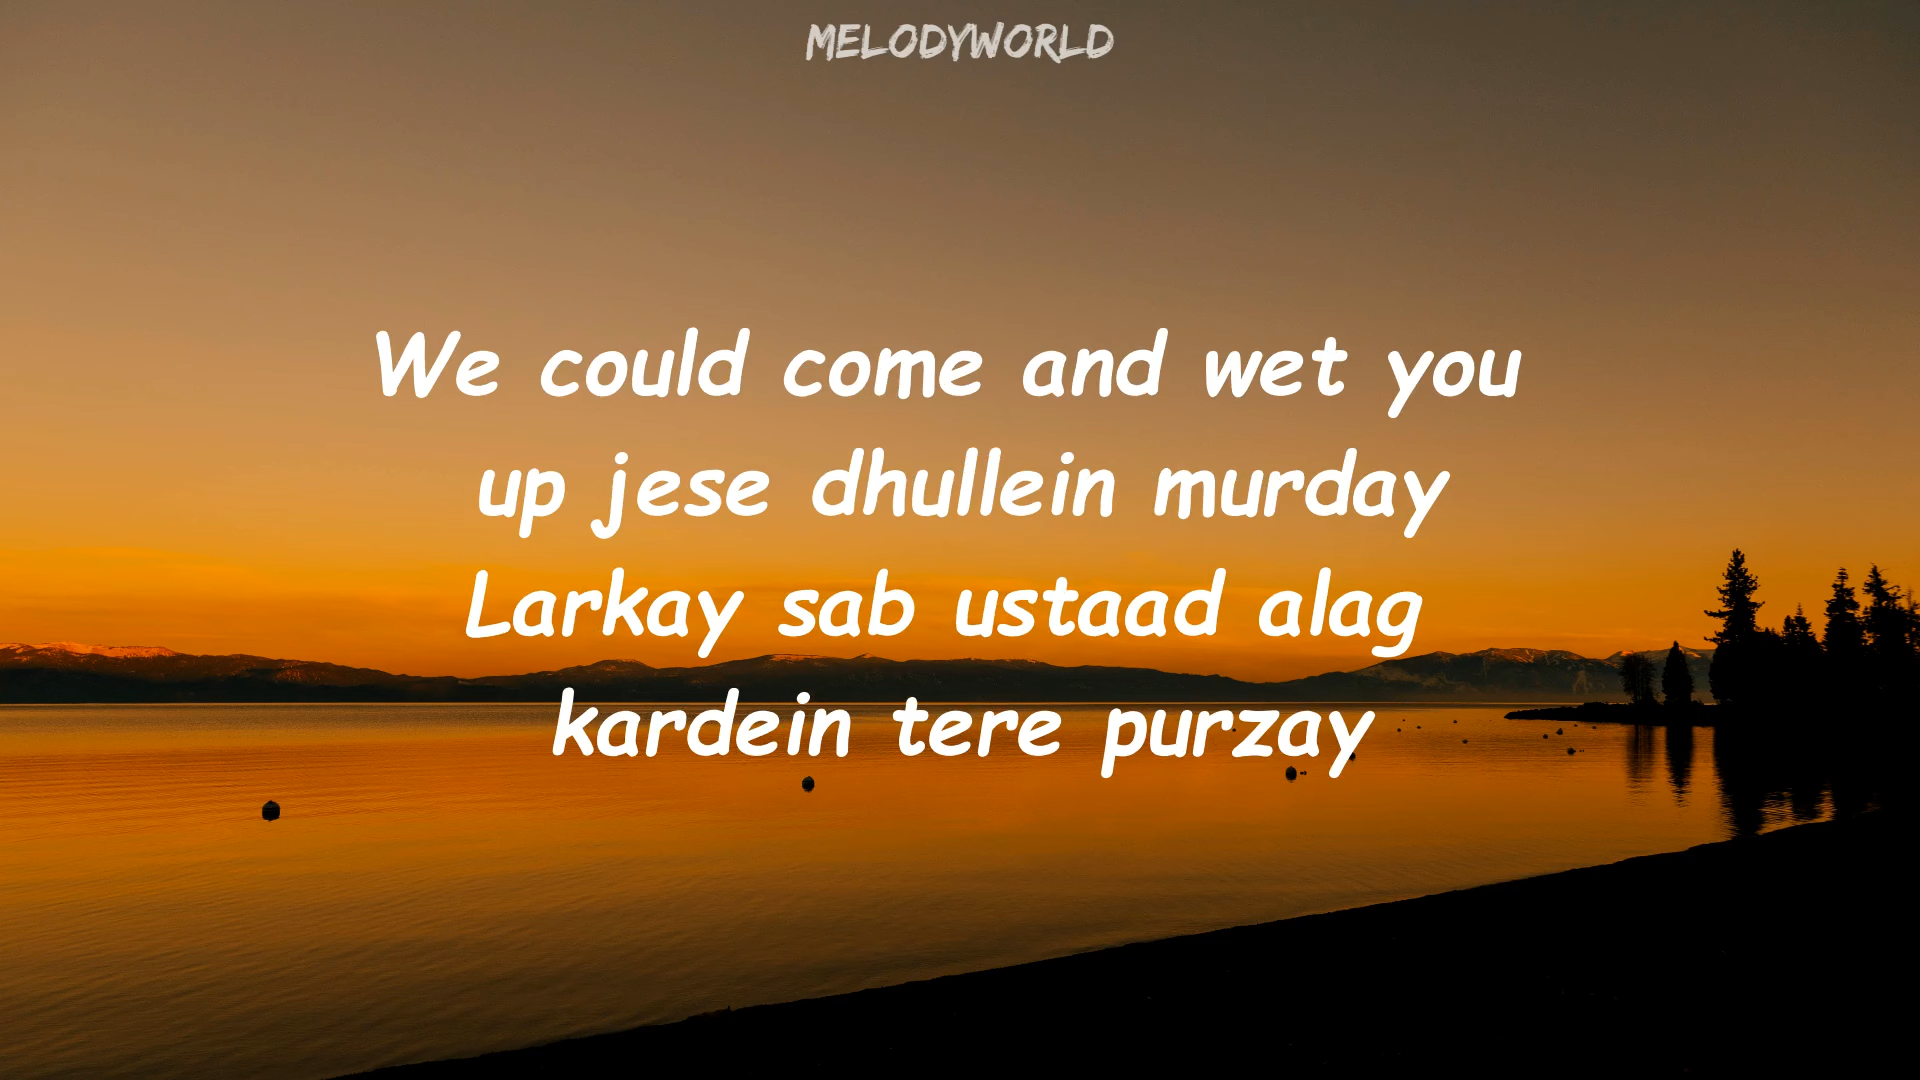 MELODYWORLD
We could come and wet you
up jese dhullein murday
Larkay sab ustaad alag
kardein tere purzay